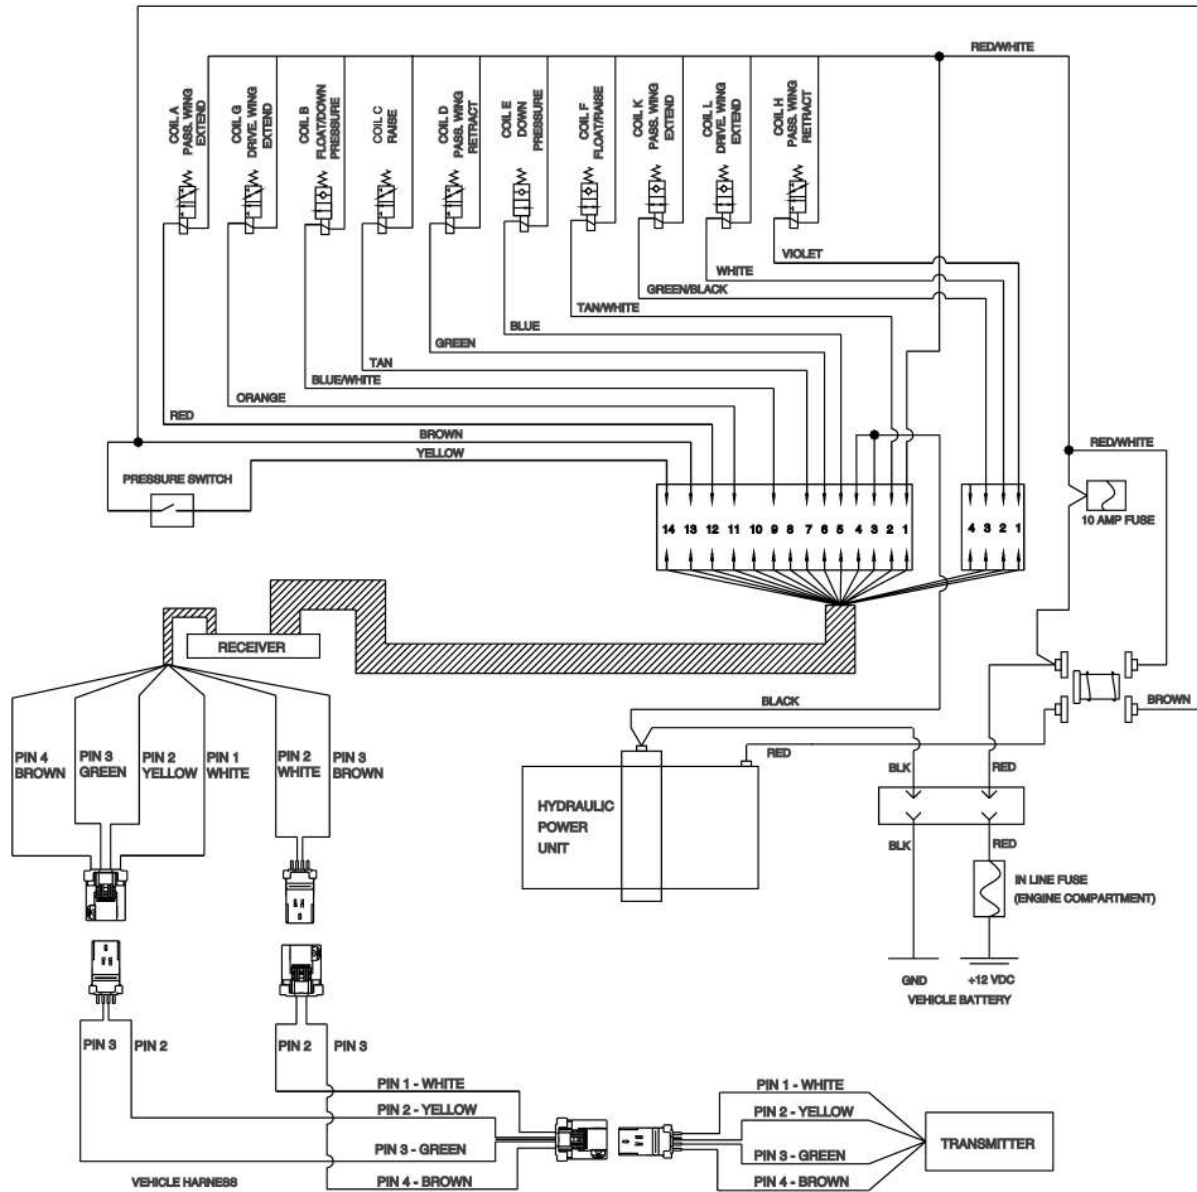 RED/WHITE
COIL A
PASS. WING
EXTEND
COIL G
DRIVE. WING
EXTEND
COIL B
FLOAT/DOWN
PRESSURE
COIL C
RAISE
COIL D
PASS. WING
RETRACT
COIL E
DOWN
PRESSURE
COIL F
FLOAT/RAISE
COIL K
PASS. WING
EXTEND
COIL L
DRIVE. WING
EXTEND
COIL H
PASS. WING
RETRACT
VIOLET
WHITE
GREEN/BLACK
TAN/WHITE
BLUE
GREEN
TAN
BLUE/WHITE
ORANGE
RED
BROWN
YELLOW
RED/WHITE
PRESSURE SWITCH
10 AMP FUSE
14 13 12 11 10 9 8 7 6 5 4 3 2 1
4 3 2 1
RECEIVER
BLACK
BROWN
RED
PIN 4
BROWN
PIN 3
GREEN
PIN 2
YELLOW
PIN 1
WHITE
PIN 2
WHITE
PIN 3
BROWN
BLK
RED
HYDRAULIC
POWER
UNIT
BLK
RED
IN LINE FUSE
(ENGINE COMPARTMENT)
GND
+12 VDC
VEHICLE BATTERY
PIN 3
PIN 2
PIN 2
PIN 3
PIN 1 - WHITE
PIN 2 - YELLOW
PIN 3 - GREEN
PIN 4 - BROWN
PIN 1 - WHITE
PIN 2 - YELLOW
PIN 3 - GREEN
PIN 4 - BROWN
TRANSMITTER
VEHICLE HARNESS